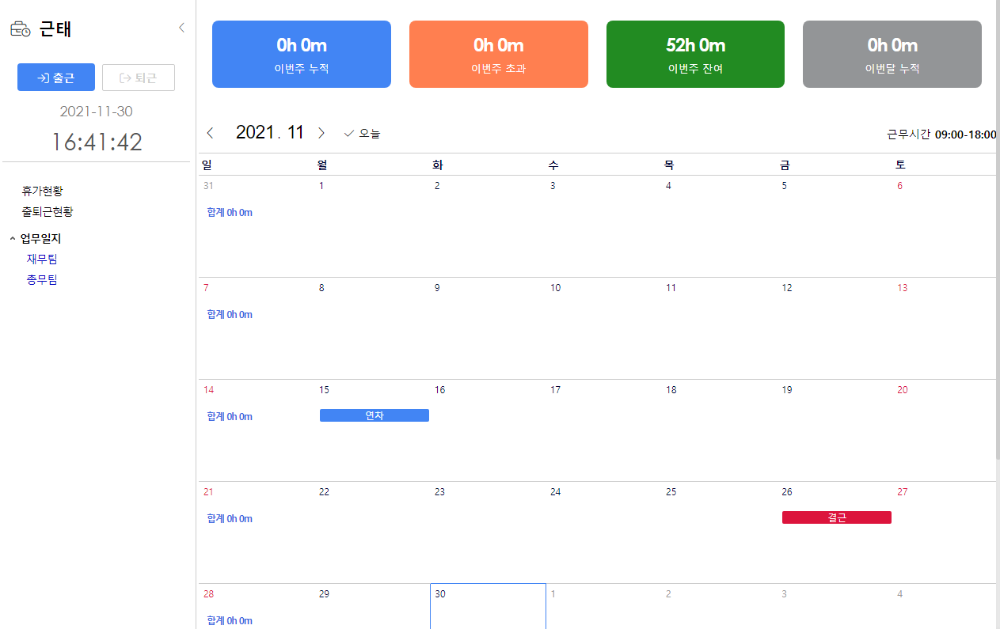 근태
출근 퇴근
2021-11-30
16:41:42
휴가현황
출퇴근현황
업무일지
재무팀
총무팀
0h 0m
이번주 누적
0h 0m
이번주 초과
52h 0m
이번주 잔여
0h 0m
이번달 누적
2021. 11 오늘
근무시간 09:00-18:00
일 월 화 수 목 금 토
31 1 2 3 4 5 6
합계 0h 0m
7 8 9 10 11 12 13
합계 0h 0m
14 15 16 17 18 19 20
합계 0h 0m 연차
21 22 23 24 25 26 27
합계 0h 0m 결근
28 29 30 1 2 3 4
합계 0h 0m